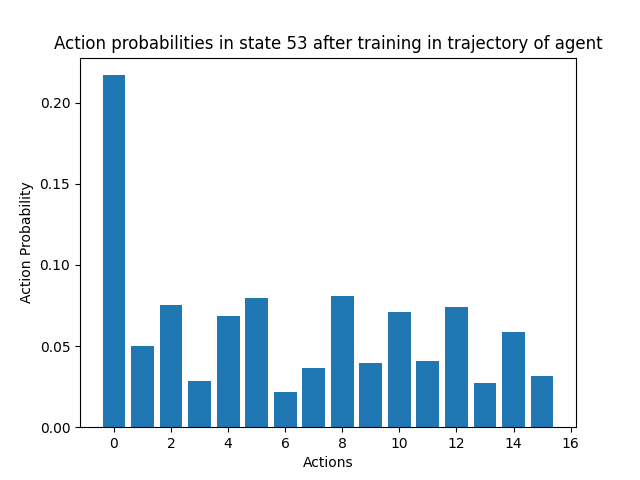 Action probabilities in state 53 after training in trajectory of agent
0.20
0.15
0.10
0.05
0.00
Action Probability
0 2 4 6 8 10 12 14 16
Actions